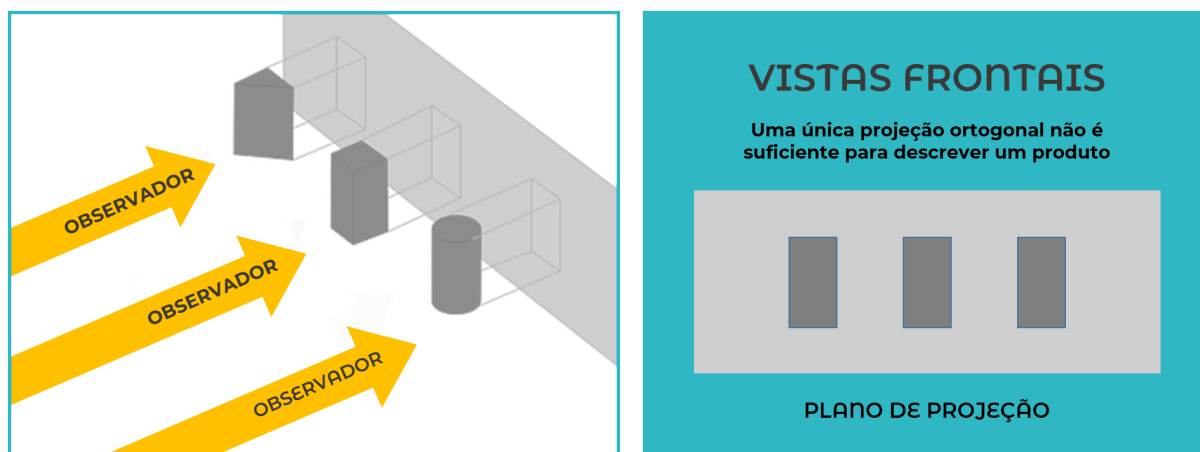 OBSERVADOR
OBSERVADOR
OBSERVADOR
VISTAS FRONTAIS
Uma única projeção ortogonal não é
suficiente para descrever um produto
PLANO DE PROJEÇÃO